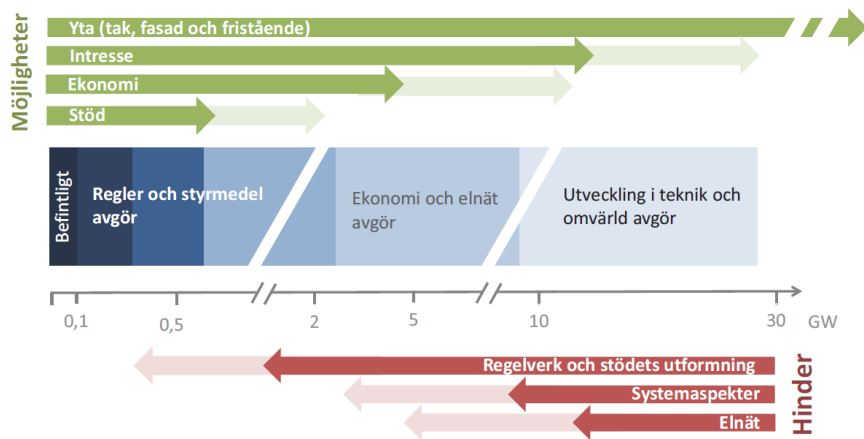 Möjligheter
Yta (tak, fasad och fristående)
Intresse
Ekonomi
Stöd
Befintligt
Regler och styrmedel
avgör
Ekonomi och elnät
avgör
Utveckling i teknik och
omvärld avgör
0,1
0,5
2
5
10
30
GW
Regelverk och stödets utformning
Systemaspekter
Elnät
Hinder